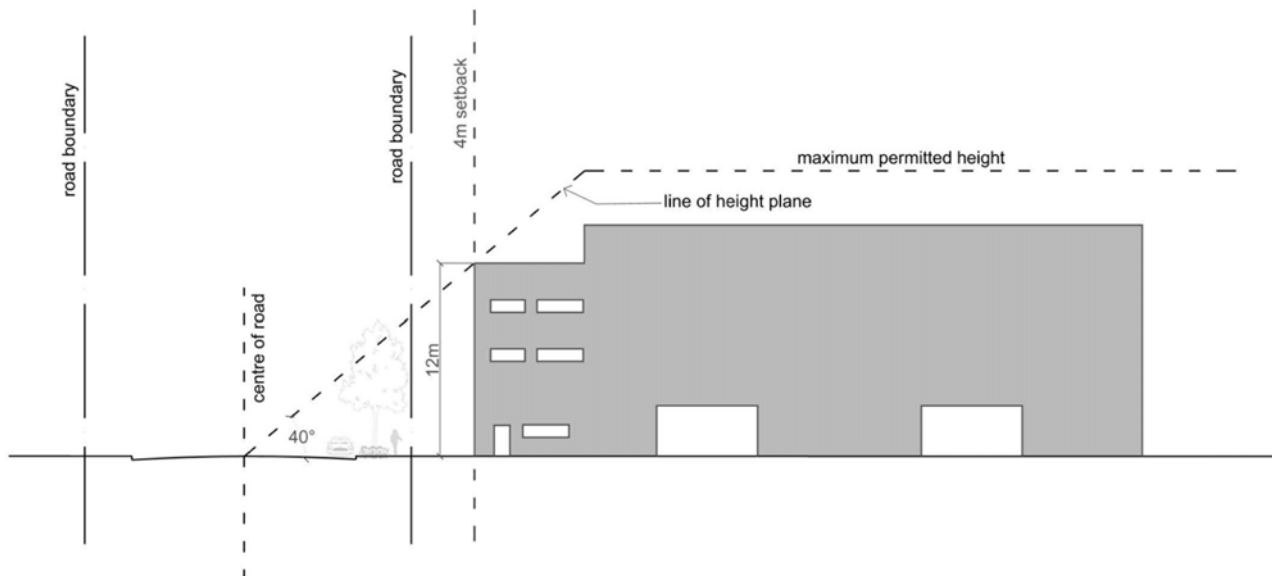 road boundary
road boundary
4m setback
maximum permitted height
line of height plane
centre of road
12m
40°